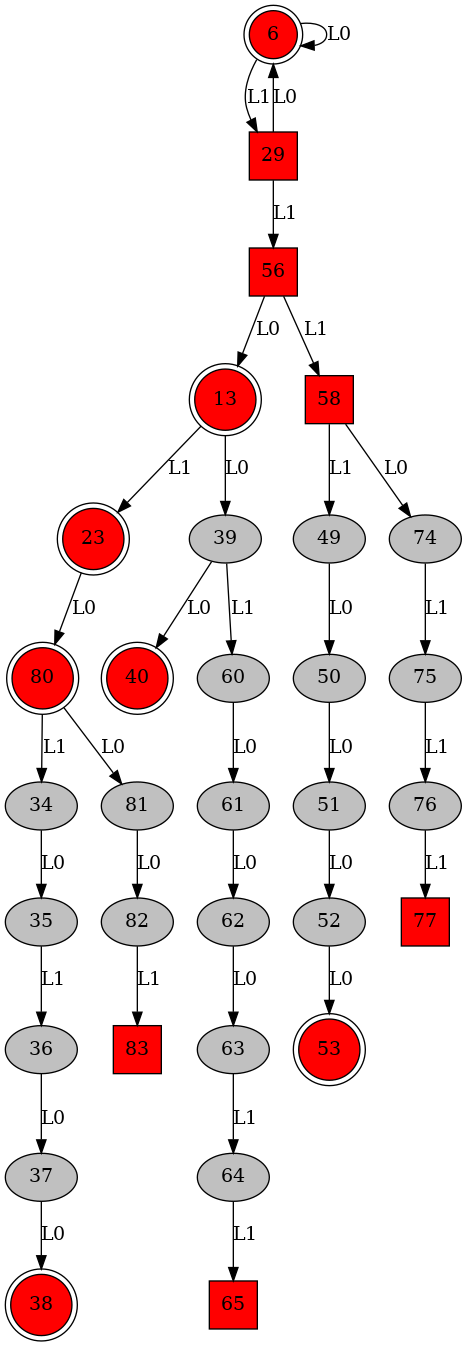 6
L0
L1 L0
29
L1
56
L0 L1
13 58
L1 L0 L1 L0
23 39 49 74
L0 L0 L1 L0 L1
80 40 60 50 75
L1 L0 L0 L0 L1
34 81 61 51 76
L0 L0 L0 L0 L1
35 82 62 52 77
L1 L1 L0 L0
36 83 63 53
L0 L1
37 64
L0 L1
38 65